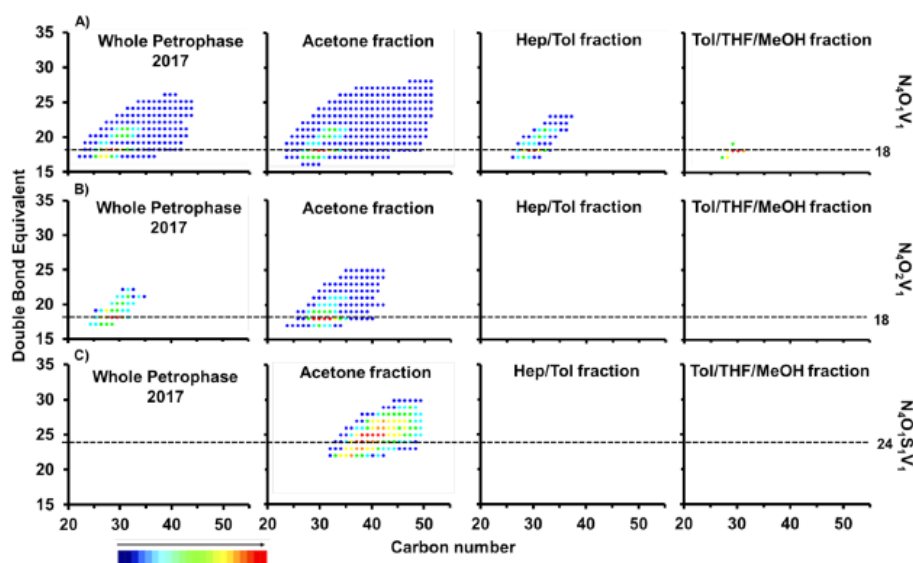 A)
Whole Petrophase
2017
Acetone fraction
Hep/Tol fraction
Tol/THF/MeOH fraction
35
30
25
20
15
18
N₄O₁V₁
B)
Whole Petrophase
2017
Acetone fraction
Hep/Tol fraction
Tol/THF/MeOH fraction
35
30
25
20
15
18
N₄O₂V₁
Double Bond Equivalent
C)
Whole Petrophase
2017
Acetone fraction
Hep/Tol fraction
Tol/THF/MeOH fraction
35
30
25
20
15
24
N₄O₁S₁V₁
20 30 40 50 20 30 40 50 20 30 40 50 20 30 40 50
Carbon number